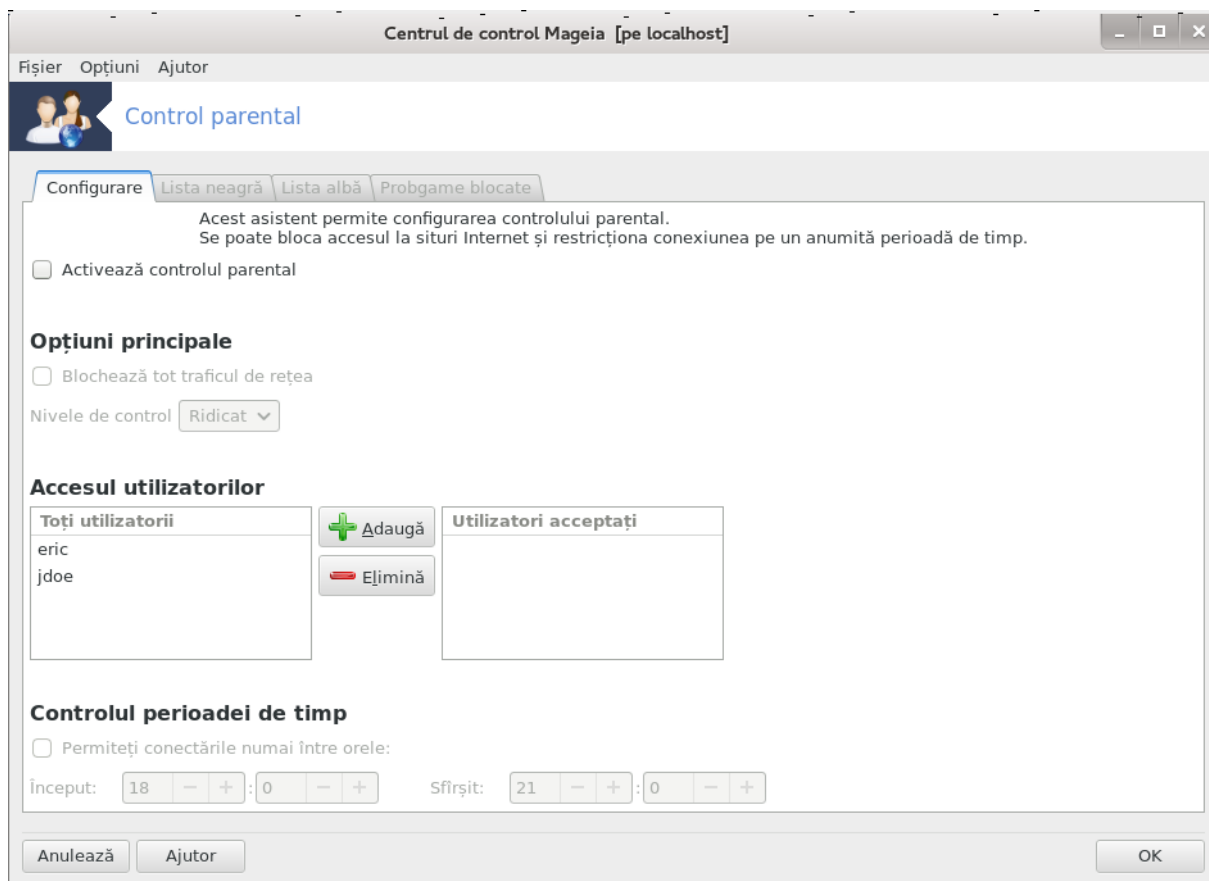 Centrul de control Mageia [pe localhost]
Fișier Opțiuni Ajutor
Control parental
Configurare Lista neagră Lista albă Probgame blocate
Acest asistent permite configurarea controlului parental.
Se poate bloca accesul la situri Internet și restricționa conexiunea pe un anumită perioadă de timp.
Activează controlul parental
Opțiuni principale
Blochează tot traficul de rețea
Nivele de control Ridicat
Accesul utilizatorilor
Toți utilizatorii
eric
jdoe
Adaugă
Elimină
Utilizatori acceptați
Controlul perioadei de timp
Permiteți conectările numai între orele:
Început: 18 − + : 0 − + Sfîrșit: 21 − + : 0 − +
Anulează Ajutor OK